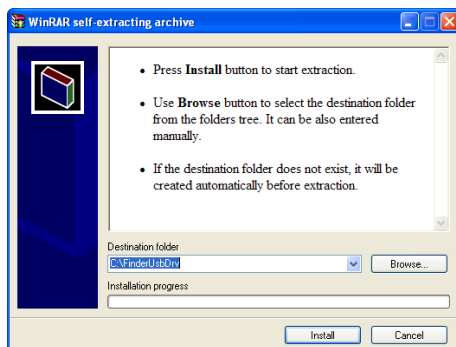 WinRAR self-extracting archive
• Press Install button to start extraction.
• Use Browse button to select the destination folder
from the folders tree. It can be also entered
manually.
• If the destination folder does not exist, it will be
created automatically before extraction.
Destination folder
C:\FinderUsbDrv
Browse...
Installation progress
Install
Cancel